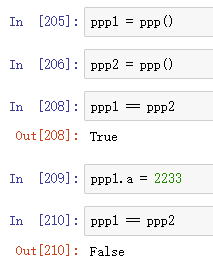 In [205]: ppp1 = ppp()
In [206]: ppp2 = ppp()
In [208]: ppp1 == ppp2
Out[208]: True
In [209]: ppp1.a = 2233
In [210]: ppp1 == ppp2
Out[210]: False